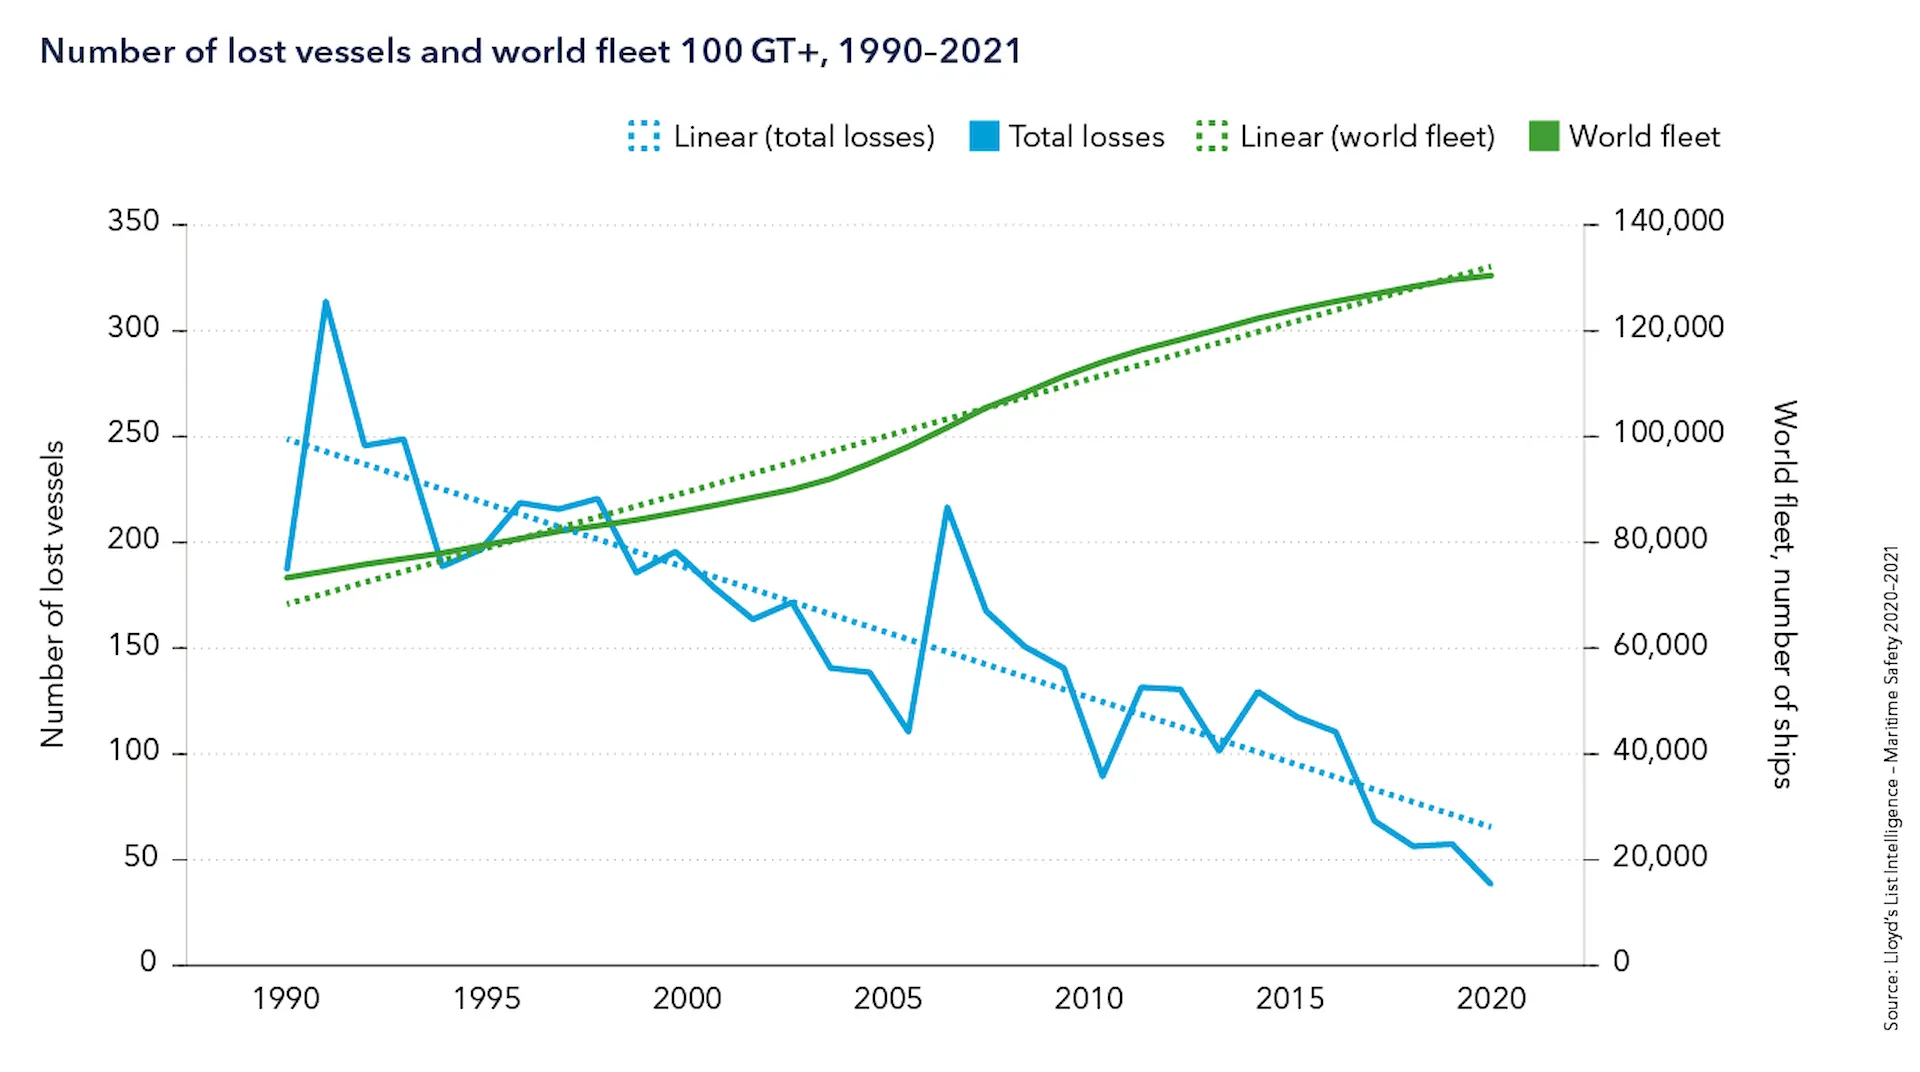 Number of lost vessels and world fleet 100 GT+, 1990–2021
Linear (total losses) Total losses Linear (world fleet) World fleet
350
300
250
200
150
100
50
0
Number of lost vessels
140,000
120,000
100,000
80,000
60,000
40,000
20,000
0
World fleet, number of ships
1990 1995 2000 2005 2010 2015 2020
Source: Lloyd's List Intelligence – Maritime Safety 2020–2021